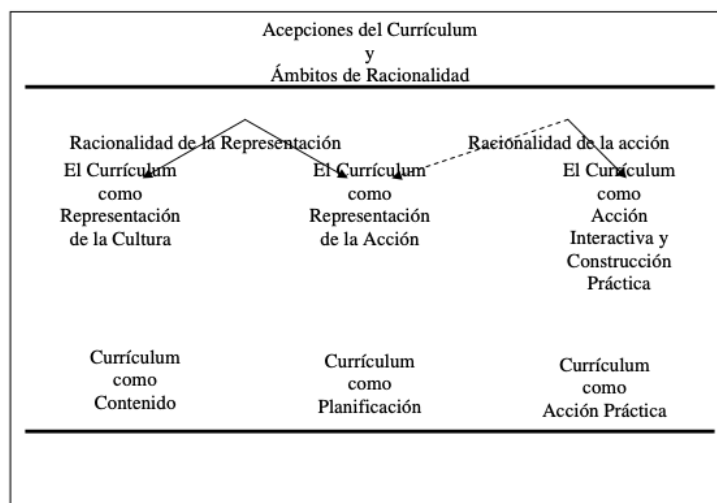 Acepciones del Currículum
y
Ámbitos de Racionalidad
Racionalidad de la Representación
Racionalidad de la acción
El Currículum
como
Representación
de la Cultura
El Currículum
como
Representación
de la Acción
El Currículum
como
Acción
Interactiva y
Construcción
Práctica
Currículum
como
Contenido
Currículum
como
Planificación
Currículum
como
Acción Práctica